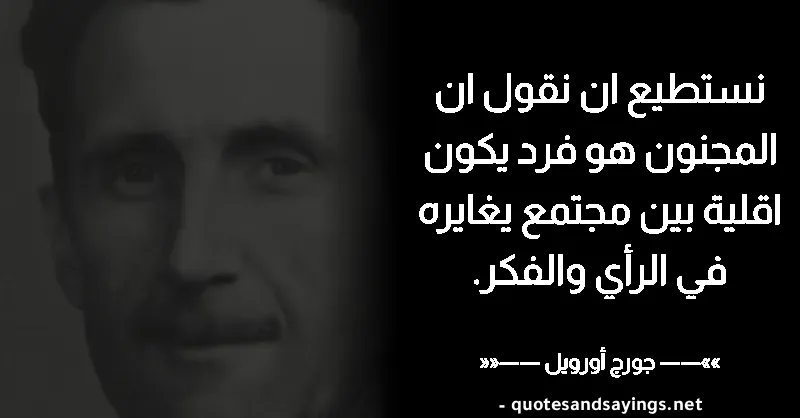 نستطيع ان نقول ان
المجنون هو فرد يكون
اقلية بين مجتمع يغايره
في الرأي والفكر.
»»—— جورج أورويل ——««
- quotesandsayings.net